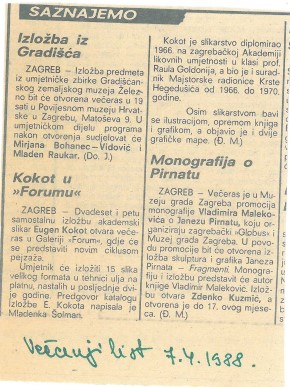 SAZNAJEMO
Izložba iz
Gradišća
ZAGREB — Izložba predmeta
iz umjetničke zbirke Gradišćan-
skog zemaljskog muzeja Želez-
no bit će otvorena večeras u 19
sati u Povijesnom muzeju Hrvat-
ske u Zagrebu, Matoševa 9. U
umjetničkom dijelu programa
nakon otvorenja sudjelovat će
Mirjana Bohanec-Vidović i
Mladen Raukar. (Do. J.)
Kokot u
»Forumu«
ZAGREB — Dvadeset i petu
samostalnu izložbu akademski
slikar Eugen Kokot otvara veče-
ras u Galeriji »Forum«, gdje će
se predstaviti novim ciklusom
pejzaža.
Umjetnik će izložiti 15 slika
velikog formata u tehnici ulja na
platnu, nastalih u posljednje dvi-
je godine. Predgovor katalogu
izložbe E. Kokota napisala je
Mladenka Šolman.
Kokot je slikarstvo diplomirao
1966. na zagrebačkoj Akademiji
likovnih umjetnosti u klasi prof.
Raula Goldonija, a bio je i surad-
nik Majstorske radionice Krste
Hegedušića od 1966. do 1970.
godine.
Osim slikarstvom bavi
se ilustracijom, opremom knjiga
i grafikom, a objavio je i dvije
grafičke mape. (Đ. M.)
Monografija o
Pirnatu
ZAGREB — Večeras je u Mu-
zeju grada Zagreba promocija
monografije Vladimira Maleko-
vića o Janezu Pirnatu, koju or-
ganiziraju zagrebački »Globus« i
Muzej grada Zagreba. U povo-
du promocije bit će otvorena iz-
ložba skulptura i grafika Janeza
Pirnata — Fragmenti. Monogra-
fiju i izložbu predstavit će autor
knjige Vladimir Maleković. Izlož-
bu otvara Zdenko Kuzmić, a
otvorena je do 17. ovog mjese-
ca. (Đ. M.)
Večernji list 7.4.1988.